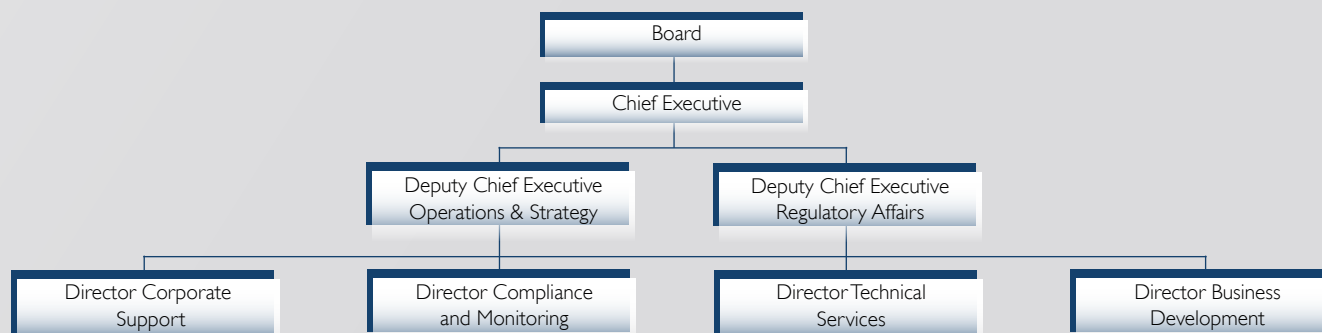 Board
Chief Executive
Deputy Chief Executive
Operations & Strategy
Deputy Chief Executive
Regulatory Affairs
Director Corporate
Support
Director Compliance
and Monitoring
Director Technical
Services
Director Business
Development